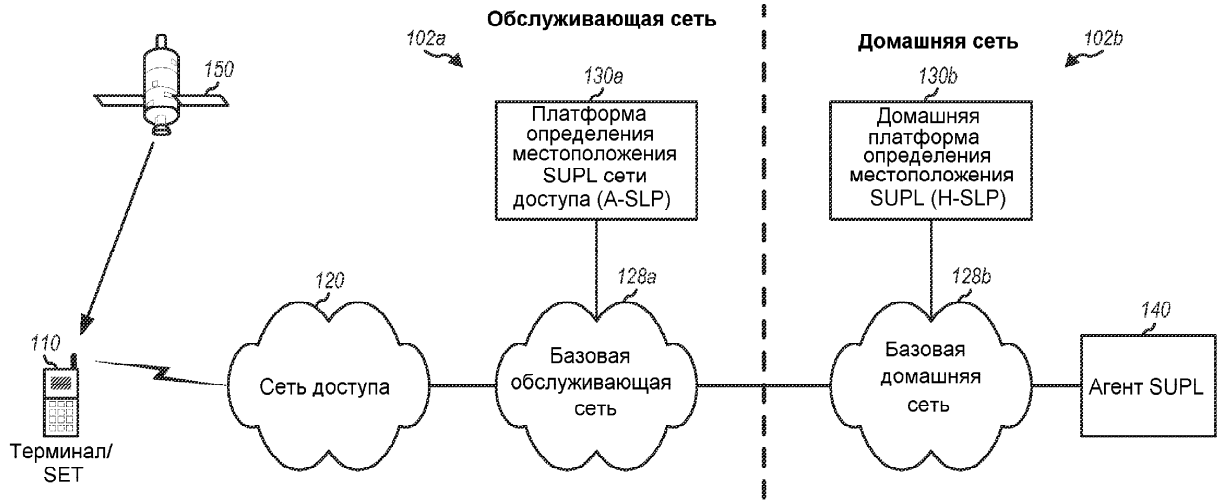 Обслуживающая сеть
102a
Домашняя сеть
102b
150
130a
Платформа
определения
местоположения
SUPL сети
доступа (A-SLP)
130b
Домашняя
платформа
определения
местоположения
SUPL (H-SLP)
120
Сеть доступа
128a
Базовая
обслуживающая
сеть
128b
Базовая
домашняя
сеть
140
Агент SUPL
110
Терминал/
SET